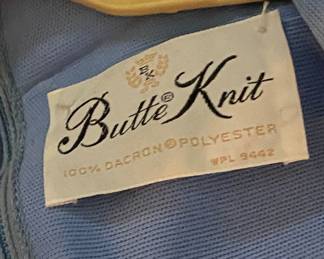 BK
Butte® Knit
100% DACRON® POLYESTER
WPL 9442